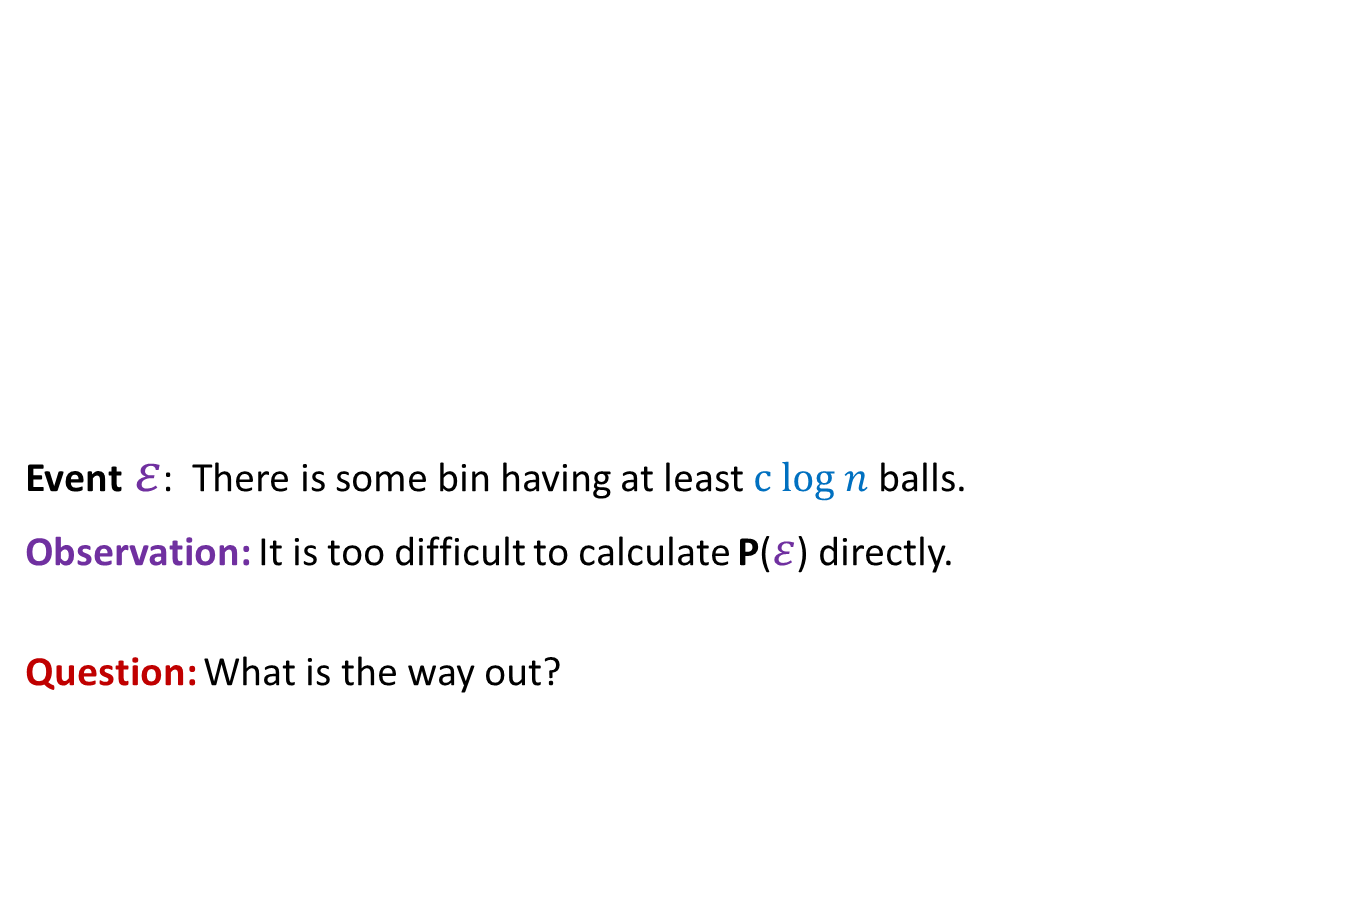 Event ℰ: There is some bin having at least c log n balls.
Observation: It is too difficult to calculate P(ℰ) directly.
Question: What is the way out?